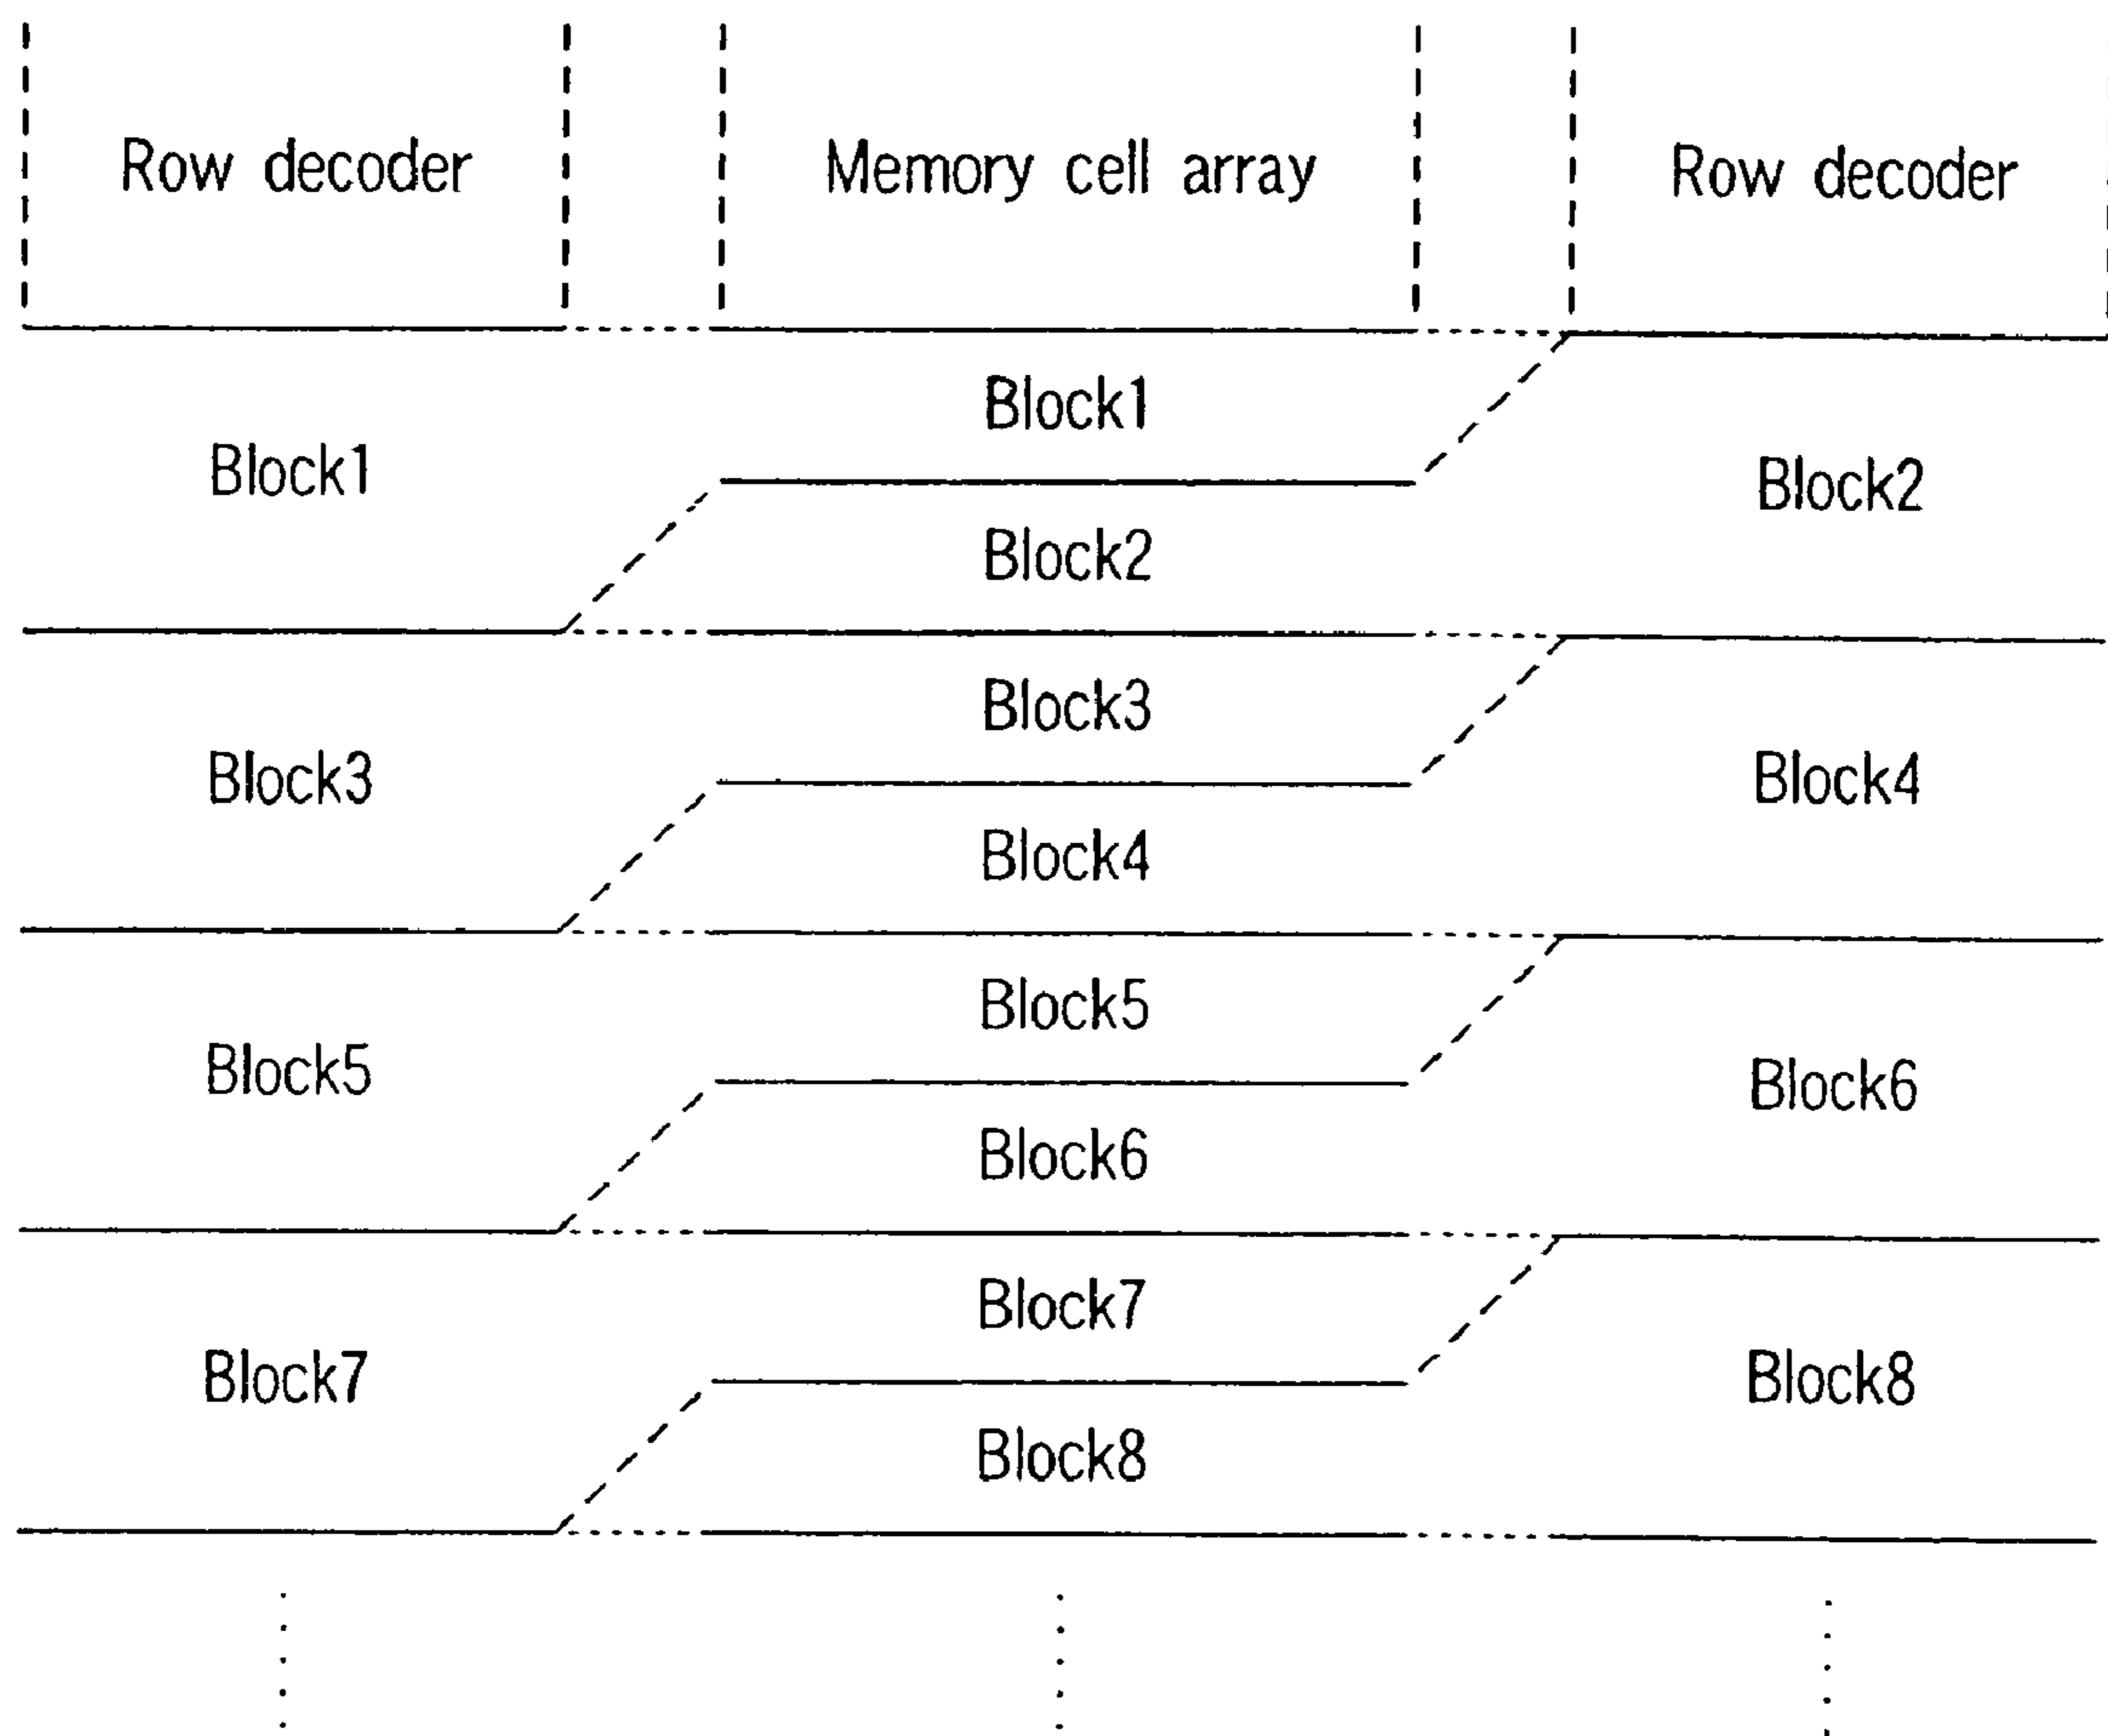 Row decoder
Memory cell array
Row decoder
Block1
Block1
Block2
Block2
Block3
Block3
Block4
Block4
Block5
Block5
Block6
Block6
Block7
Block7
Block8
Block8